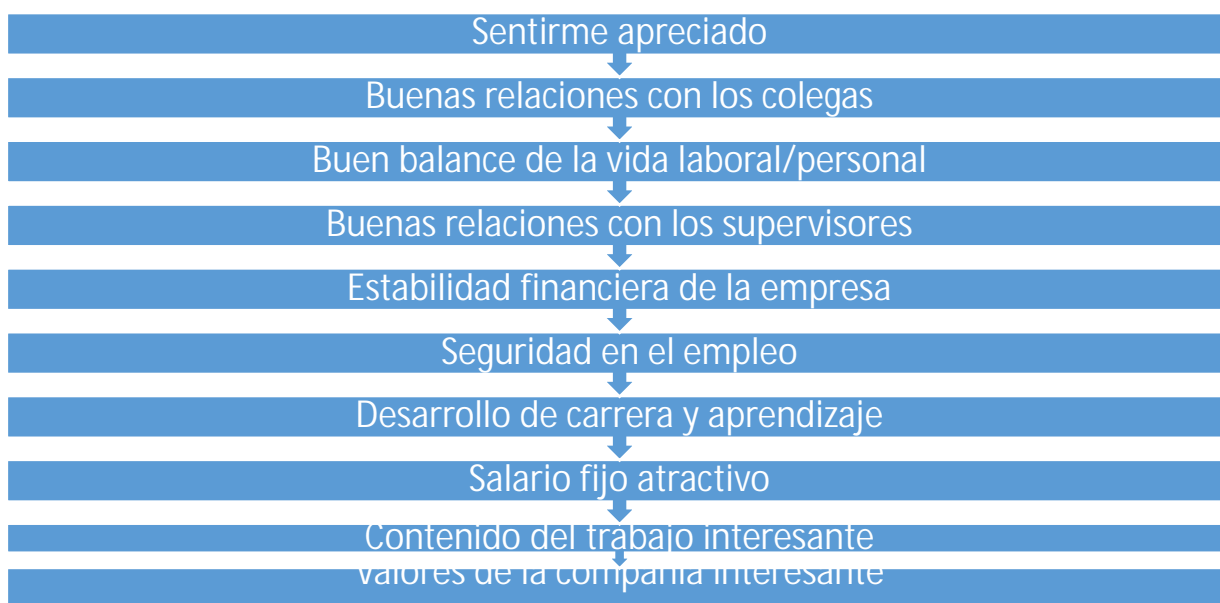 Sentirme apreciado
Buenas relaciones con los colegas
Buen balance de la vida laboral/personal
Buenas relaciones con los supervisores
Estabilidad financiera de la empresa
Seguridad en el empleo
Desarrollo de carrera y aprendizaje
Salario fijo atractivo
Contenido del trabajo interesante
Valores de la compañía interesante